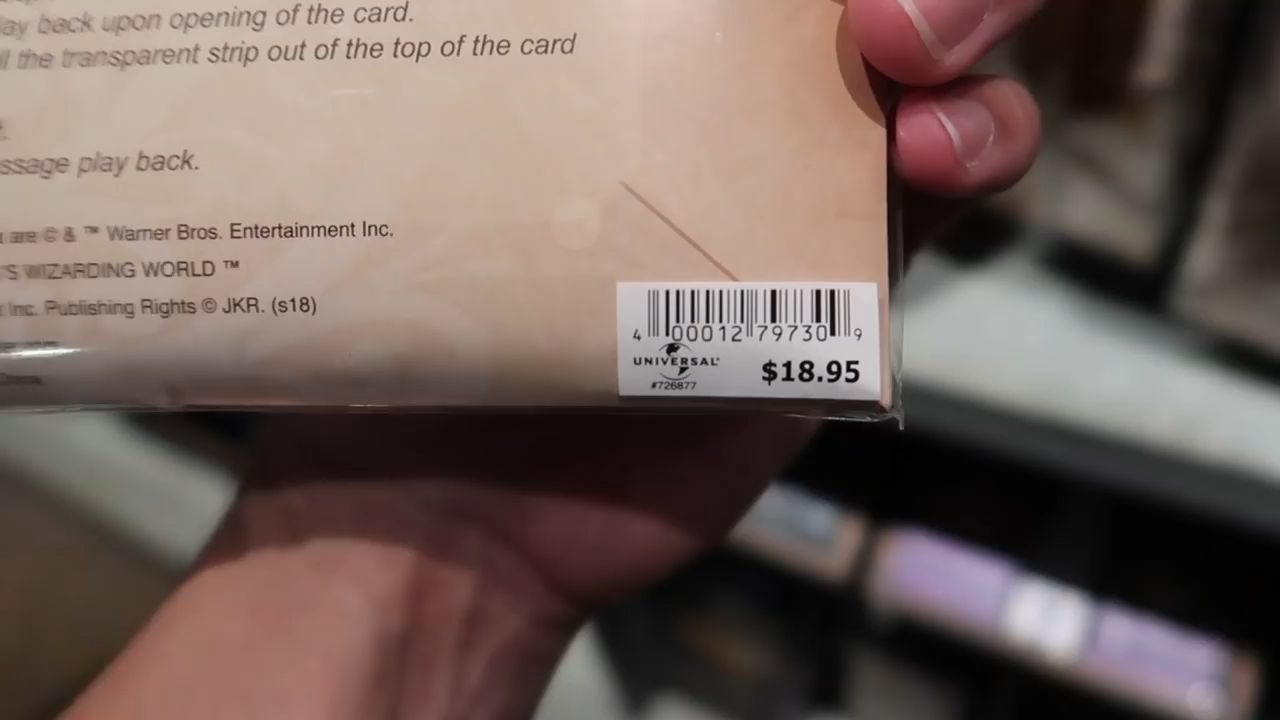 ay back upon opening of the card.
the transparent strip out of the top of the card
ssage play back.
are © & ™ Warner Bros. Entertainment Inc.
'S WIZARDING WORLD ™
Inc. Publishing Rights © JKR. (s18)
4 00012 79730 9
UNIVERSAL
$18.95
#726877